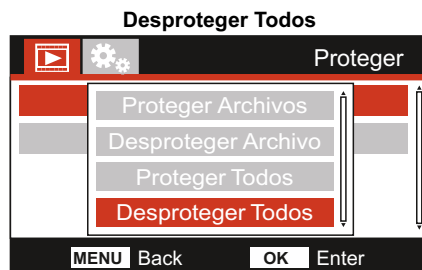 Desproteger Todos
Proteger
Proteger Archivos
Desproteger Archivo
Proteger Todos
Desproteger Todos
MENU Back OK Enter